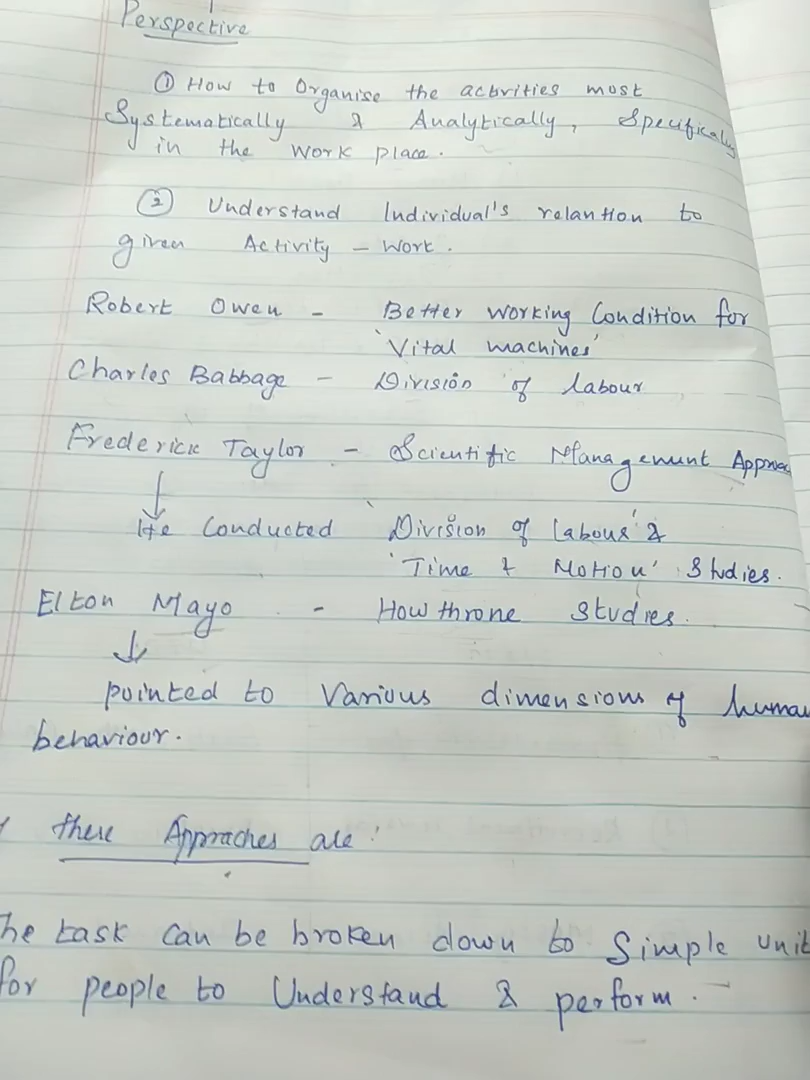 Perspective
① How to Organise the activities most
Systematically & Analytically, Specifically
in the work place.
② Understand Individual's relantion to
given Activity - Work.
Robert Owen - Better working Condition for
'Vital machines'
Charles Babbage - Division of labour
Frederick Taylor - Scientific Management Approac
↓
He Conducted 'Division of Labour' &
'Time & Motion' Studies.
Elton Mayo - Howthrone Studies.
↓
pointed to Various dimensions of huma
behaviour.
these Approaches are:
he task can be broken down to Simple unit
for people to Understand & perform.